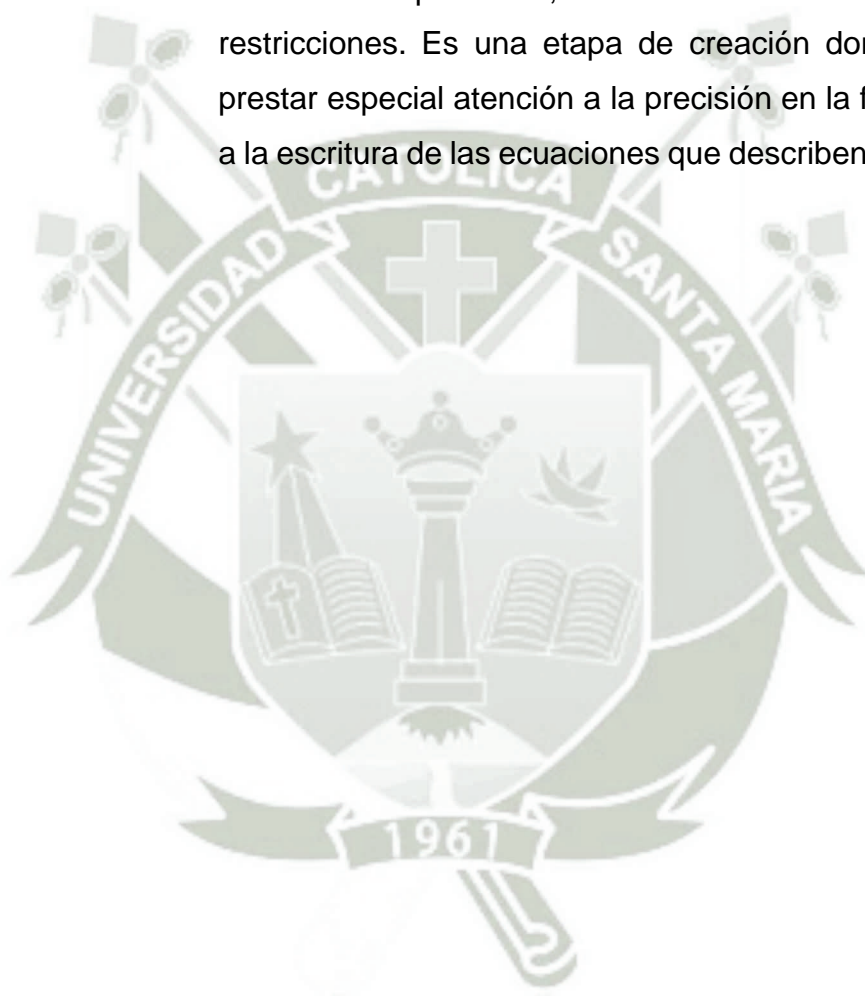 restricciones. Es una etapa de creación
prestar especial atención a la precisión en la
a la escritura de las ecuaciones que describen
CATOLICA
UNIVERSIDAD
SANTA MARIA
1961